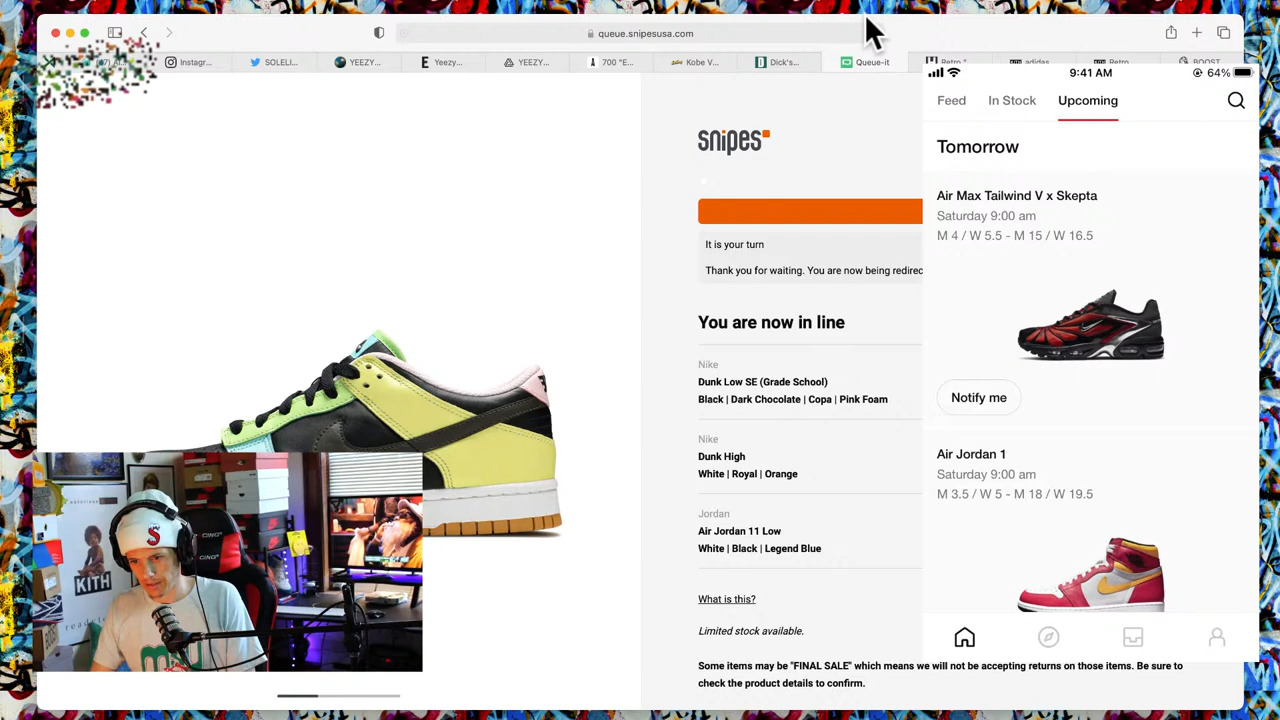 queue.snipesusa.com
Instagr...
SOLELI...
YEEZY...
Yeezy...
YEEZY...
700 "E...
Kobe V...
Dick's...
Queue-it
snipes
It is your turn
Thank you for waiting. You are now being redirec
You are now in line
Nike
Dunk Low SE (Grade School)
Black | Dark Chocolate | Copa | Pink Foam
Nike
Dunk High
White | Royal | Orange
Jordan
Air Jordan 11 Low
White | Black | Legend Blue
What is this?
Limited stock available.
Some items may be "FINAL SALE" which means we will not be accepting returns on those items. Be sure to
check the product details to confirm.
9:41 AM
64%
Feed
In Stock
Upcoming
Tomorrow
Air Max Tailwind V x Skepta
Saturday 9:00 am
M 4 / W 5.5 - M 15 / W 16.5
Notify me
Air Jordan 1
Saturday 9:00 am
M 3.5 / W 5 - M 18 / W 19.5
KITH
S